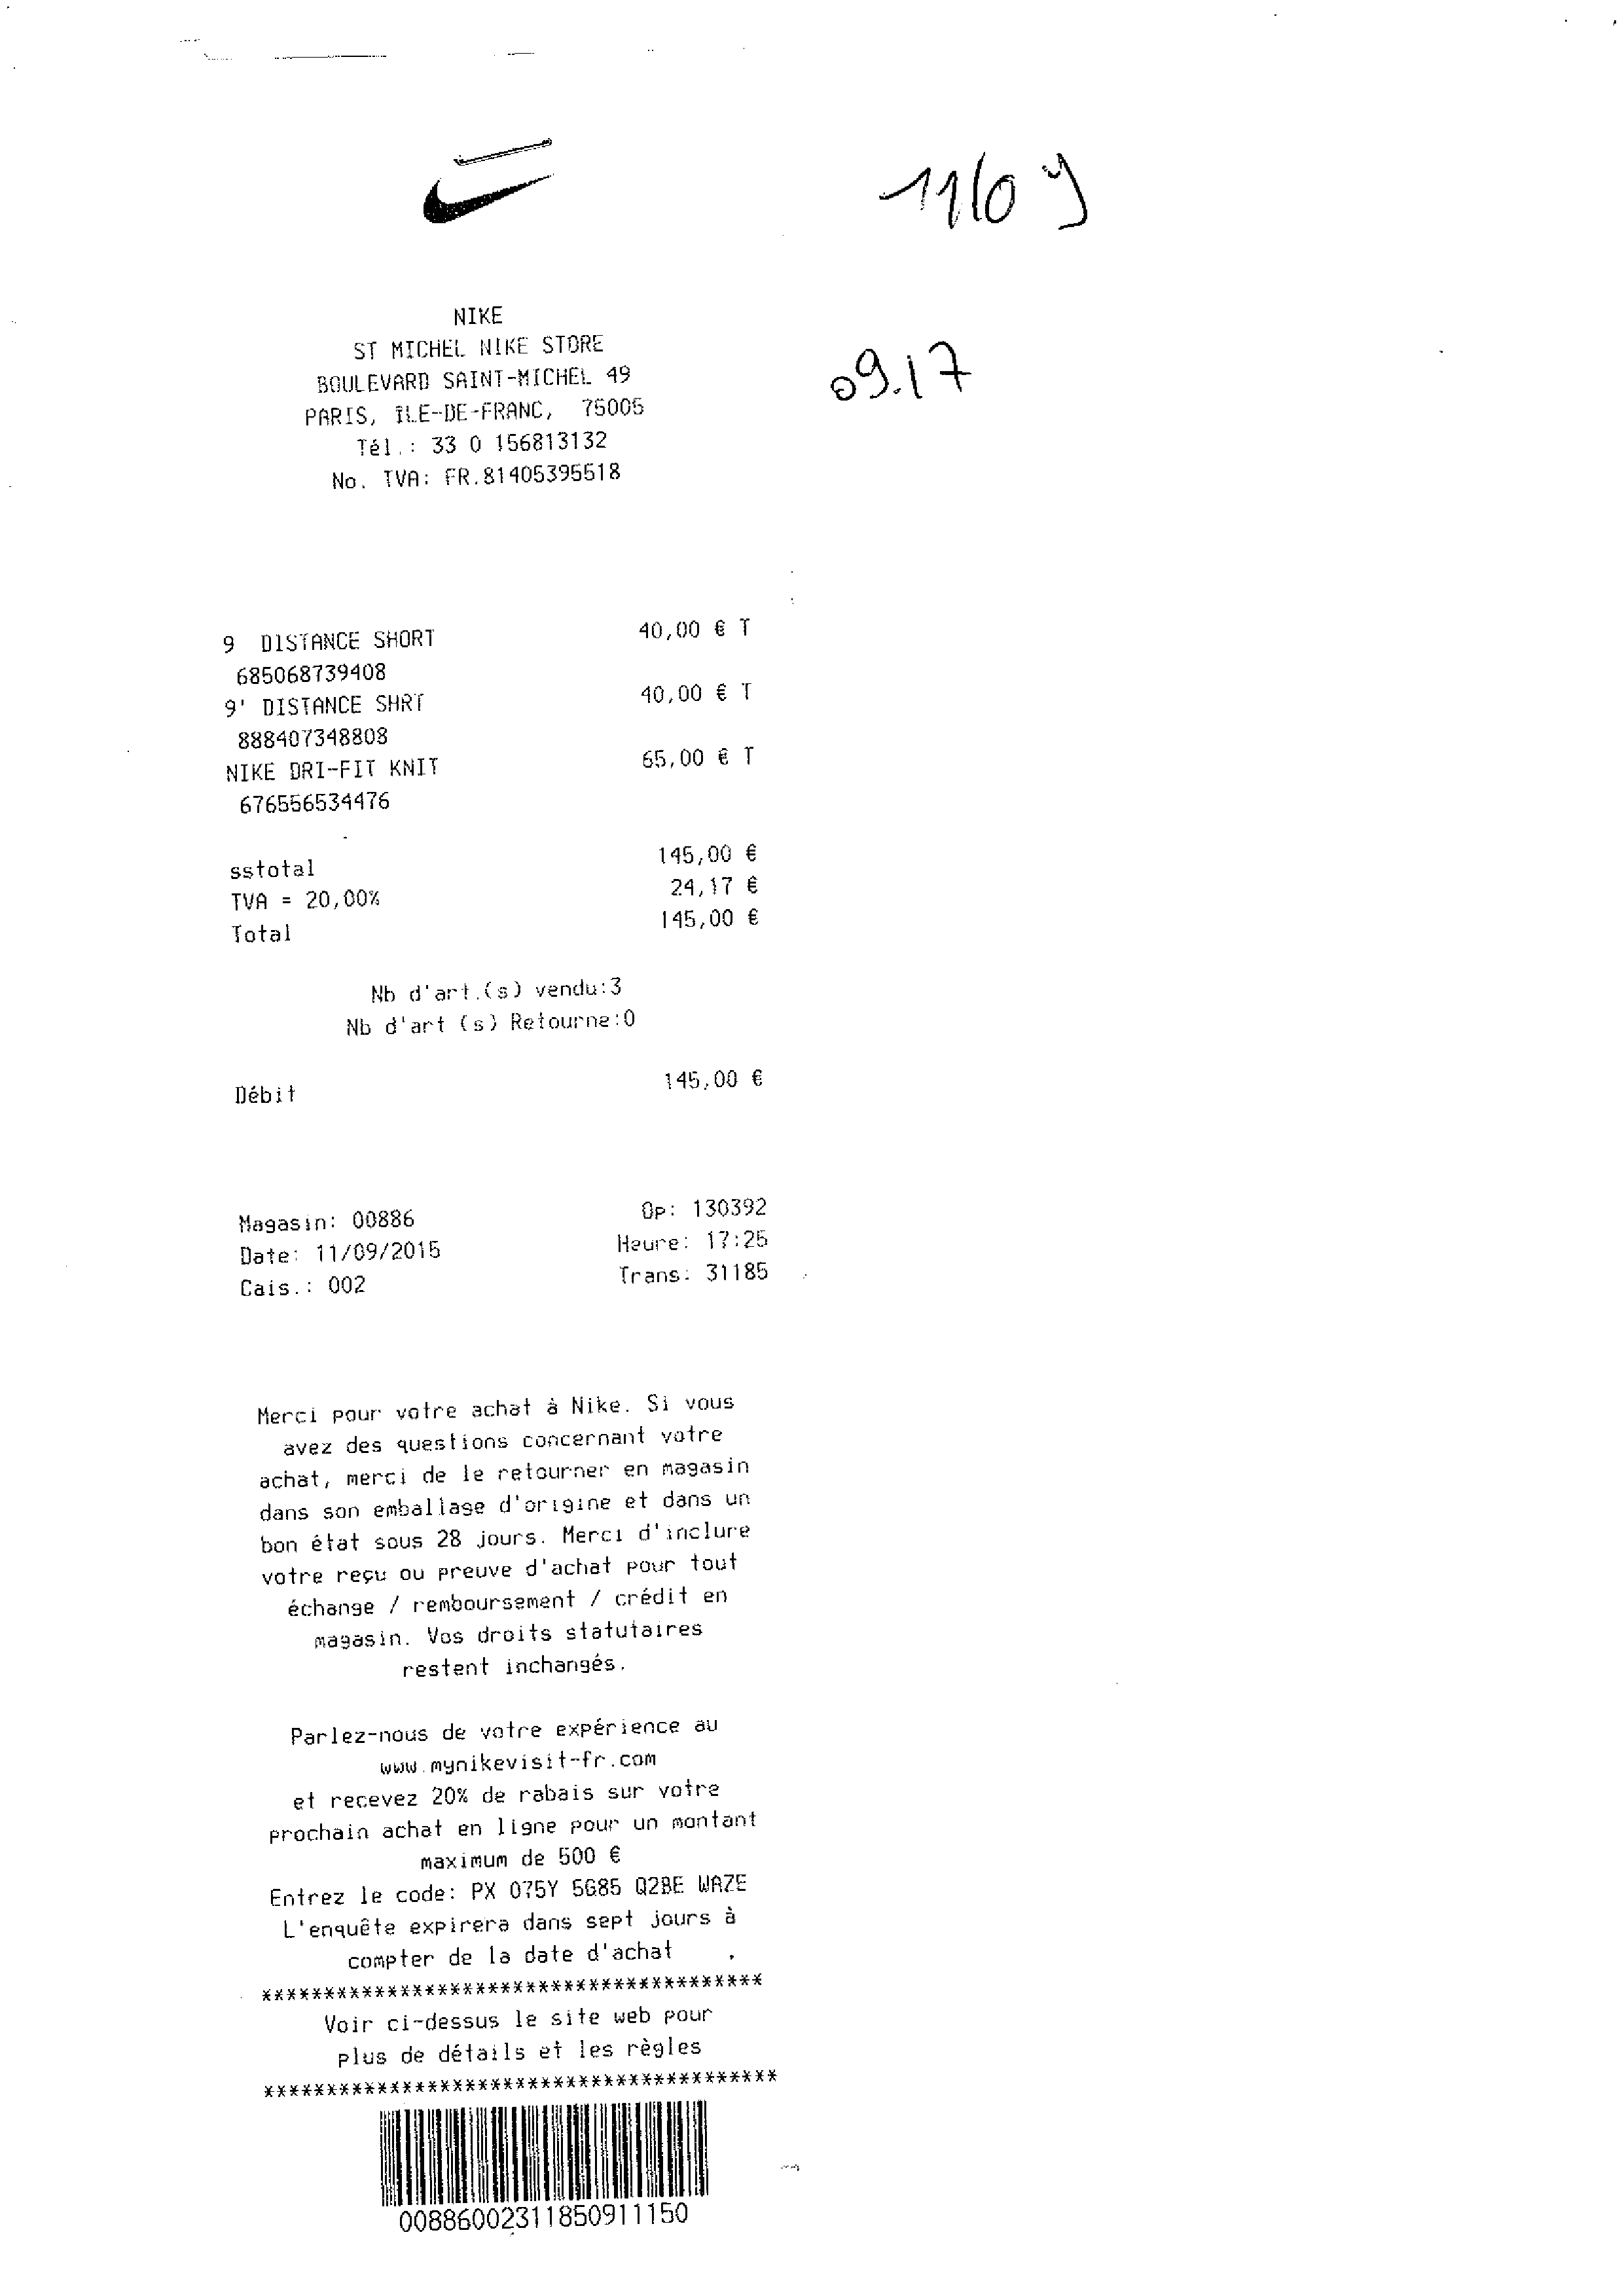 11/09
NIKE
ST MICHEL NIKE STORE
BOULEVARD SAINT-MICHEL 49
09.17
PARIS, ILE-DE-FRANC, 75005
Tél.: 33 0 156813132
No. TVA: FR.81405395518
9 DISTANCE SHORT 40,00 € T
685068739408
9' DISTANCE SHRT 40,00 € T
888407348808
NIKE DRI-FIT KNIT 65,00 € T
676556534476
sstotal 145,00 €
TVA = 20,00% 24,17 €
Total 145,00 €
Nb d'art.(s) vendu:3
Nb d'art (s) Retourne:0
Débit 145,00 €
Magasin: 00886 Op: 130392
Date: 11/09/2015 Heure: 17:25
Cais.: 002 Trans: 31185
Merci pour votre achat à Nike. Si vous
avez des questions concernant votre
achat, merci de le retourner en magasin
dans son emballage d'origine et dans un
bon état sous 28 jours. Merci d'inclure
votre reçu ou preuve d'achat pour tout
échange / remboursement / crédit en
magasin. Vos droits statutaires
restent inchangés.
Parlez-nous de votre expérience au
www.mynikevisit-fr.com
et recevez 20% de rabais sur votre
prochain achat en ligne pour un montant
maximum de 500 €
Entrez le code: PX 075Y 5G85 Q2BE WAZE
L'enquête expirera dans sept jours à
compter de la date d'achat
****************************************
Voir ci-dessus le site web pour
plus de détails et les règles
*****************************************
00886002311850911150